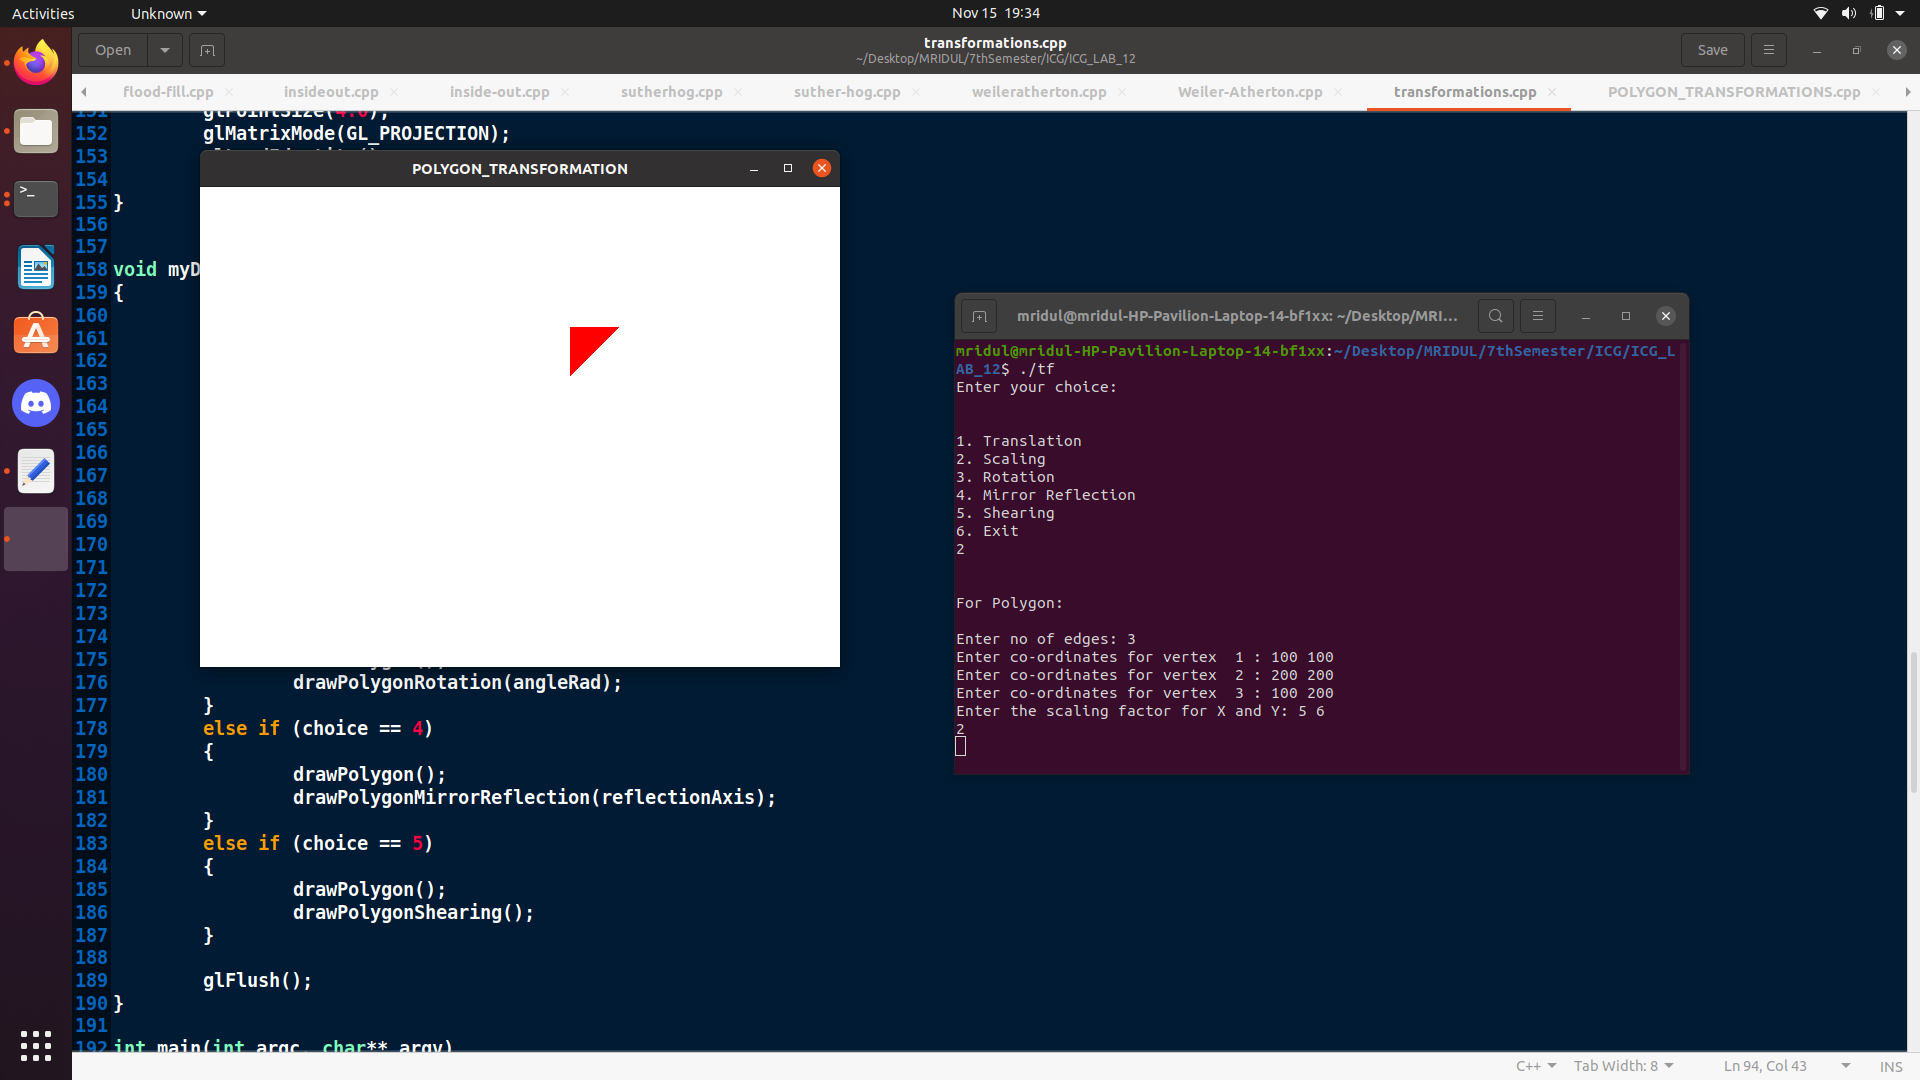 Activities
Unknown
Nov 15 19:34
Open
transformations.cpp
~/Desktop/MRIDUL/7thSemester/ICG/ICG_LAB_12
Save
flood-fill.cpp
insideout.cpp
inside-out.cpp
sutherhog.cpp
suther-hog.cpp
weileratherton.cpp
Weiler-Atherton.cpp
transformations.cpp
POLYGON_TRANSFORMATIONS.cpp
151 glPointSize(4.0);
152 glMatrixMode(GL_PROJECTION);
153
154
155 }
156
157
158 void myD
159 {
160
161
162
163
164
165
166
167
168
169
170
171
172
173
174
175
176 drawPolygonRotation(angleRad);
177 }
178 else if (choice == 4)
179 {
180 drawPolygon();
181 drawPolygonMirrorReflection(reflectionAxis);
182 }
183 else if (choice == 5)
184 {
185 drawPolygon();
186 drawPolygonShearing();
187 }
188
189 glFlush();
190 }
191
192 int main(int argc, char** argv)
POLYGON_TRANSFORMATION
mridul@mridul-HP-Pavilion-Laptop-14-bf1xx: ~/Desktop/MRI...
mridul@mridul-HP-Pavilion-Laptop-14-bf1xx:~/Desktop/MRIDUL/7thSemester/ICG/ICG_L
AB_12$ ./tf
Enter your choice:
1. Translation
2. Scaling
3. Rotation
4. Mirror Reflection
5. Shearing
6. Exit
2
For Polygon:
Enter no of edges: 3
Enter co-ordinates for vertex 1 : 100 100
Enter co-ordinates for vertex 2 : 200 200
Enter co-ordinates for vertex 3 : 100 200
Enter the scaling factor for X and Y: 5 6
2
C++
Tab Width: 8
Ln 94, Col 43
INS